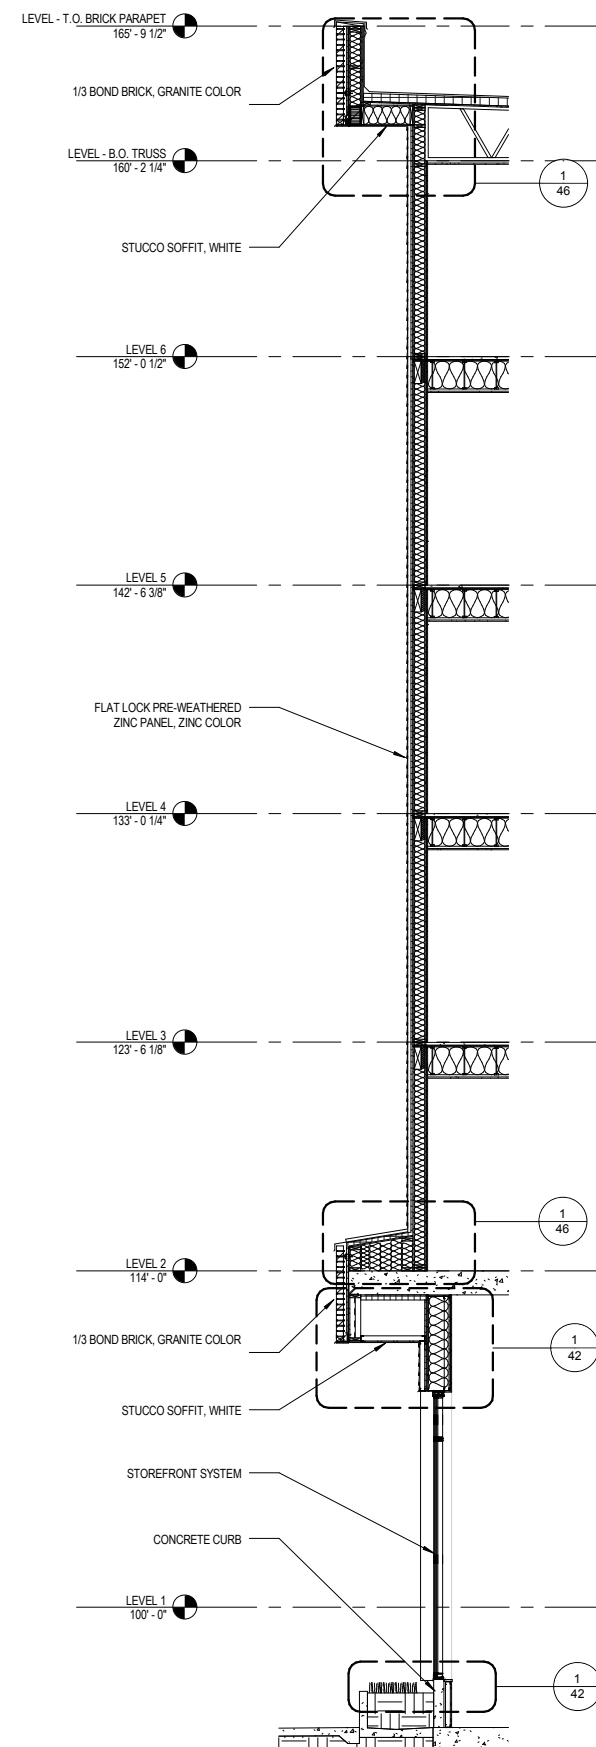 LEVEL - T.O. BRICK PARAPET
165' - 9 1/2"
1/3 BOND BRICK, GRANITE COLOR
LEVEL - B.O. TRUSS
160' - 2 1/4"
1
46
STUCCO SOFFIT, WHITE
LEVEL 6
152' - 0 1/2"
LEVEL 5
142' - 6 3/8"
FLAT LOCK PRE-WEATHERED
ZINC PANEL, ZINC COLOR
LEVEL 4
133' - 0 1/4"
LEVEL 3
123' - 6 1/8"
1
46
LEVEL 2
114' - 0"
1/3 BOND BRICK, GRANITE COLOR
1
42
STUCCO SOFFIT, WHITE
STOREFRONT SYSTEM
CONCRETE CURB
LEVEL 1
100' - 0"
1
42